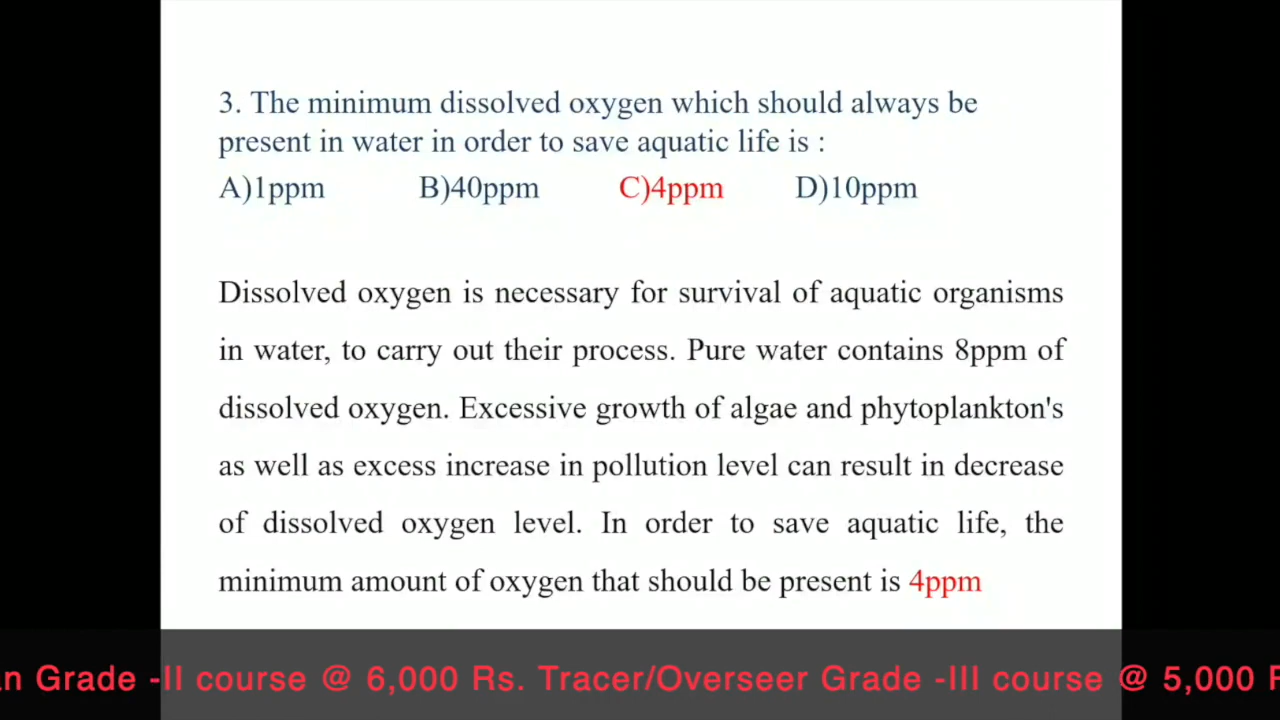 3. The minimum dissolved oxygen which should always be
present in water in order to save aquatic life is :
A)1ppm B)40ppm C)4ppm D)10ppm
Dissolved oxygen is necessary for survival of aquatic organisms
in water, to carry out their process. Pure water contains 8ppm of
dissolved oxygen. Excessive growth of algae and phytoplankton's
as well as excess increase in pollution level can result in decrease
of dissolved oxygen level. In order to save aquatic life, the
minimum amount of oxygen that should be present is 4ppm
Grade -II course @ 6,000 Rs. Tracer/Overseer Grade -III course @ 5,000